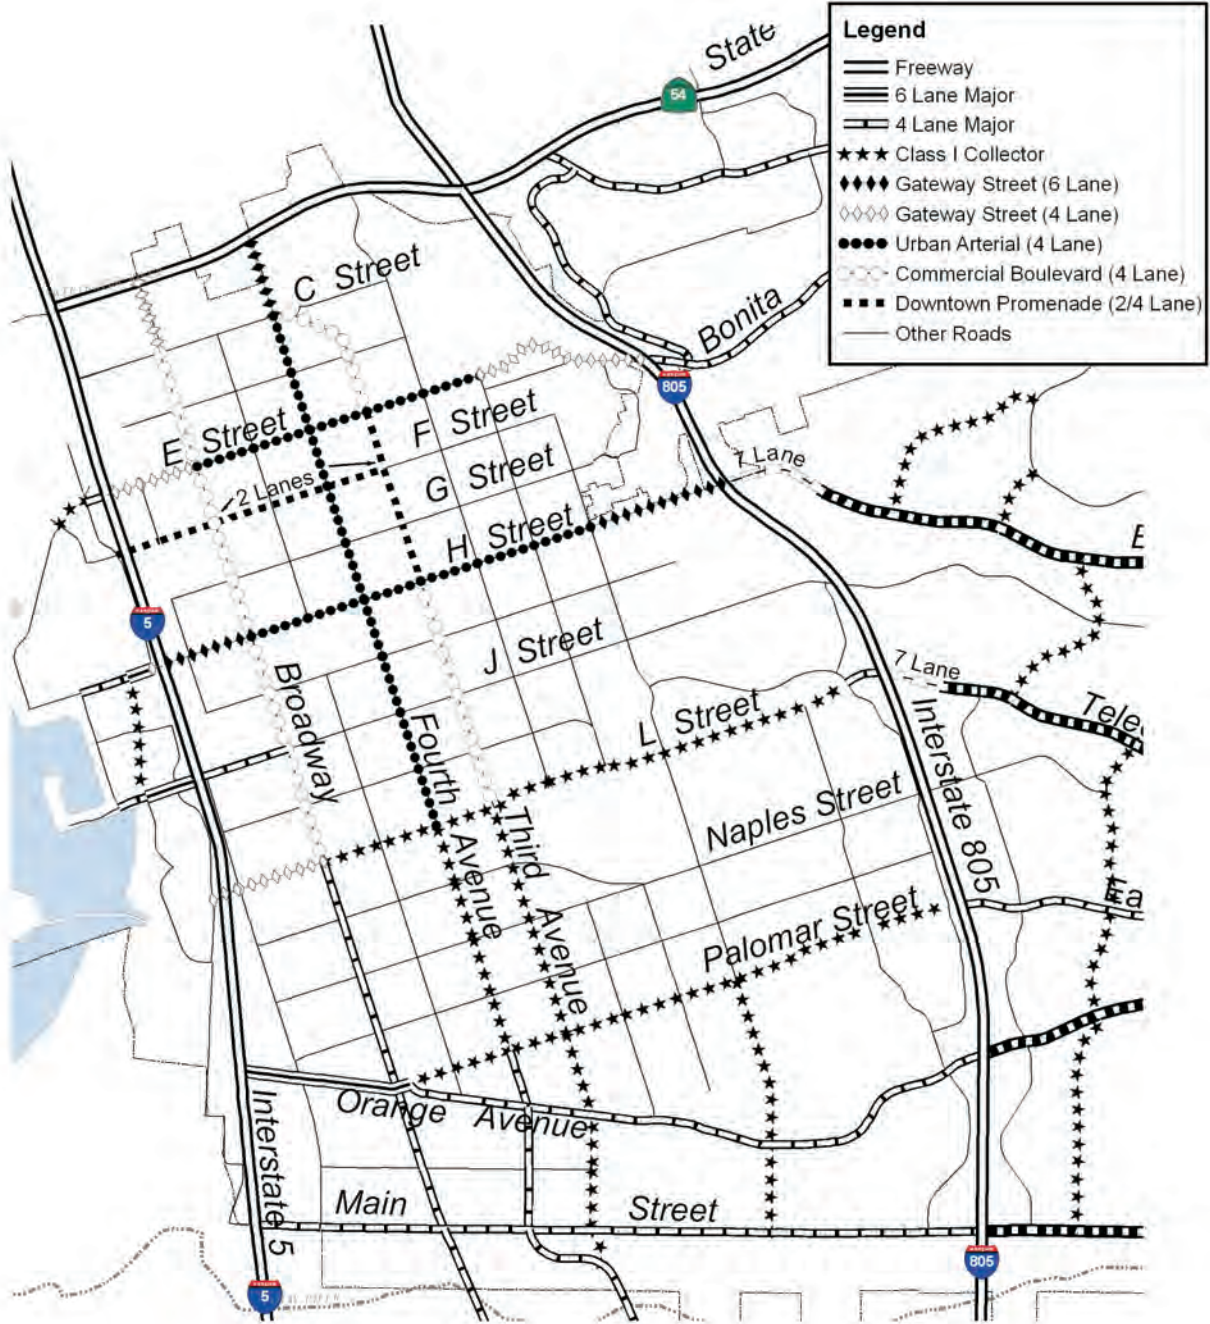 State
54
Legend
Freeway
6 Lane Major
4 Lane Major
Class I Collector
Gateway Street (6 Lane)
Gateway Street (4 Lane)
Urban Arterial (4 Lane)
Commercial Boulevard (4 Lane)
Downtown Promenade (2/4 Lane)
Other Roads
C Street
Bonita
805
E Street
F Street
7 Lane
2 Lanes
G Street
H Street
E
5
J Street
7 Lane
Broadway
L Street
Tele
Fourth Avenue
Interstate 805
Third Avenue
Naples Street
Palomar Street
Ea
Orange Avenue
Interstate 5
Main Street
805
5